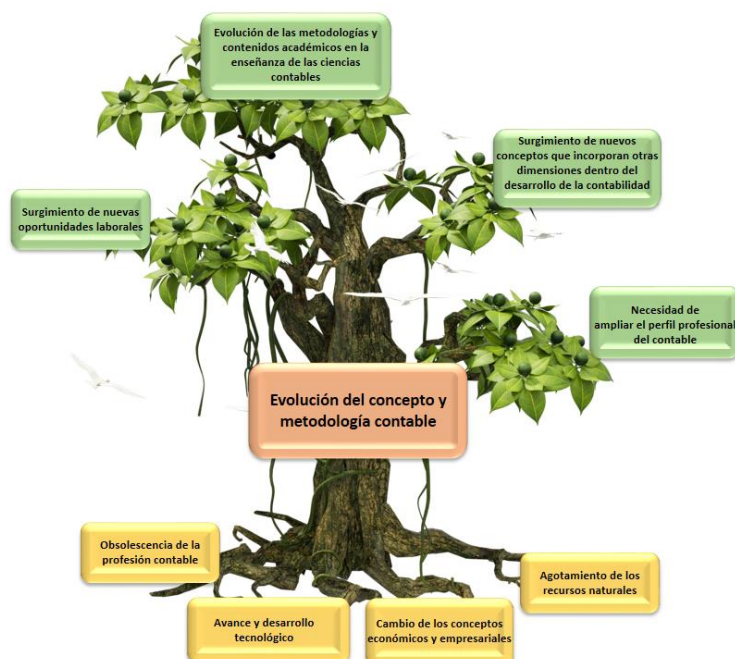 Evolución de las metodologías y
contenidos académicos en la
enseñanza de las ciencias
contables
Surgimiento de nuevos
conceptos que incorporan otras
dimensiones dentro del
desarrollo de la contabilidad
Surgimiento de nuevas
oportunidades laborales
Necesidad de
ampliar el perfil profesional
del contable
Evolución del concepto y
metodología contable
Obsolescencia de la
profesión contable
Agotamiento de los
recursos naturales
Avance y desarrollo
tecnológico
Cambio de los conceptos
económicos y empresariales